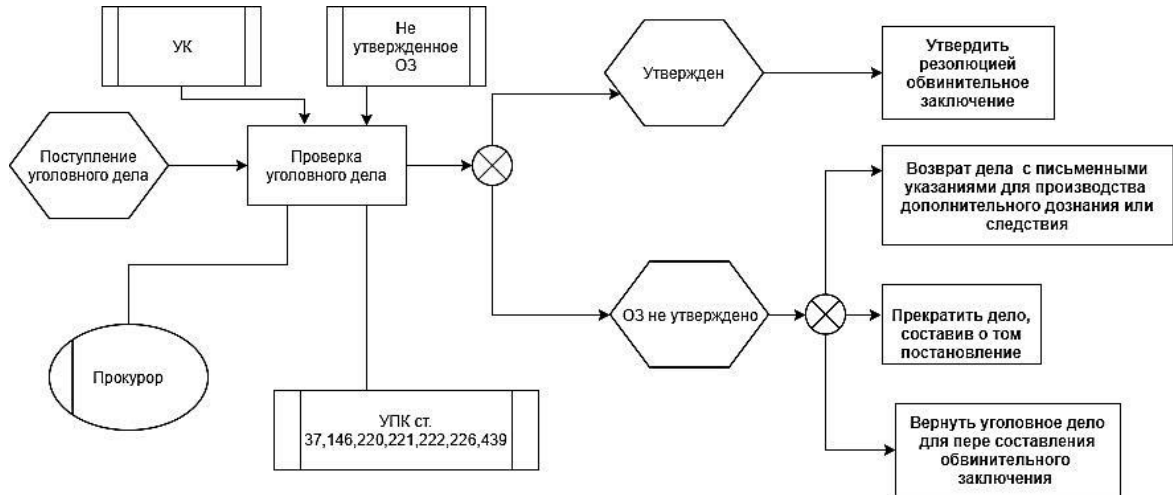 УК
Не
утвержденное
ОЗ
Утвержден
Утвердить
резолюцией
обвинительное
заключение
Поступление
уголовного дела
Проверка
уголовного дела
Возврат дела с письменными
указаниями для производства
дополнительного дознания или
следствия
ОЗ не утверждено
Прекратить дело,
составив о том
постановление
Прокурор
УПК ст.
37,146,220,221,222,226,439
Вернуть уголовное дело
для пере составления
обвинительного
заключения